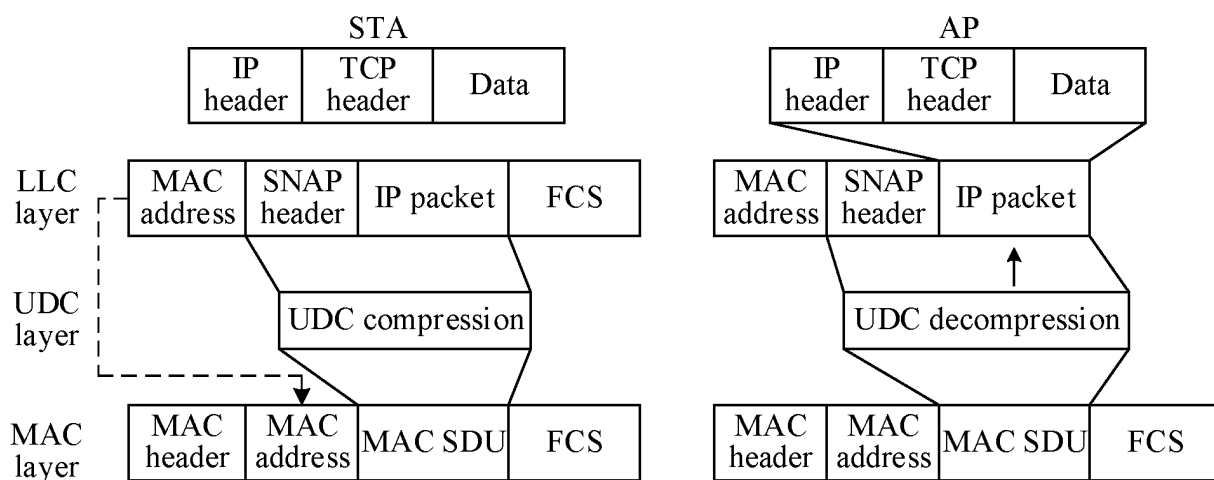 STA
AP
IP header
TCP header
Data
IP header
TCP header
Data
LLC layer
MAC address
SNAP header
IP packet
FCS
MAC address
SNAP header
IP packet
UDC layer
UDC compression
UDC decompression
MAC layer
MAC header
MAC address
MAC SDU
FCS
MAC header
MAC address
MAC SDU
FCS